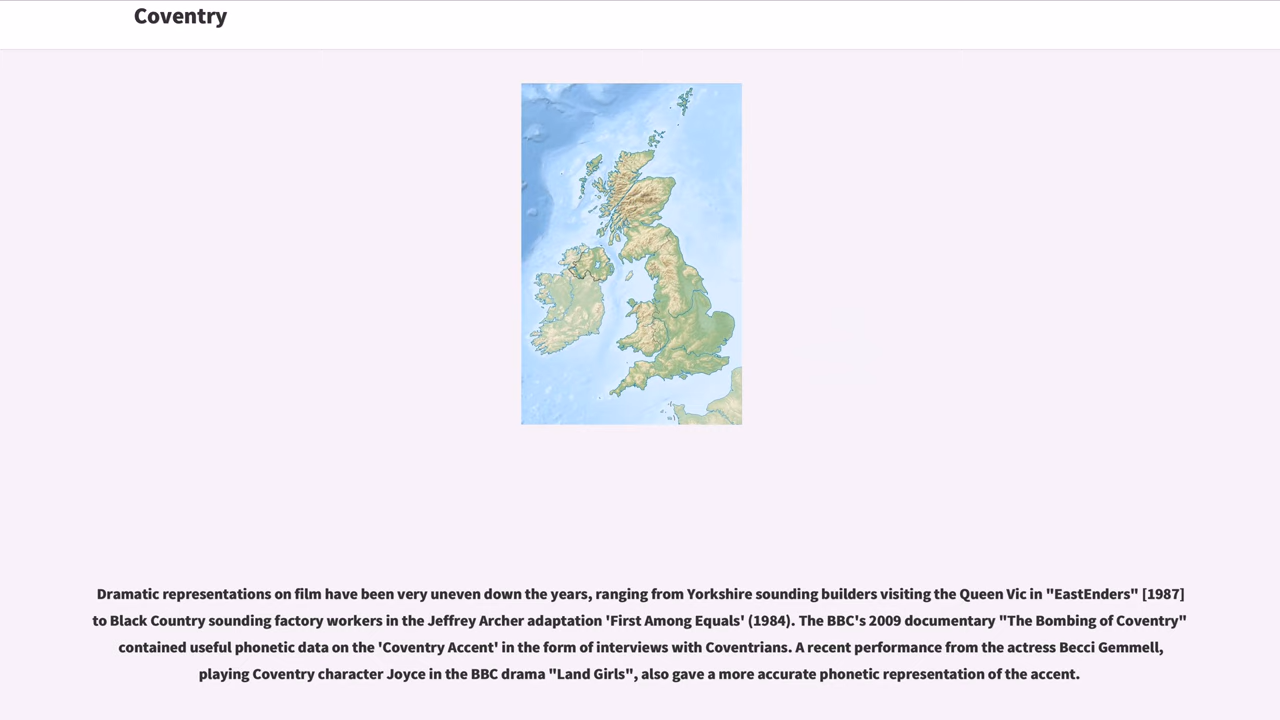 Coventry
Dramatic representations on film have been very uneven down the years, ranging from Yorkshire sounding builders visiting the Queen Vic in "EastEnders" [1987]
to Black Country sounding factory workers in the Jeffrey Archer adaptation 'First Among Equals' (1984). The BBC's 2009 documentary "The Bombing of Coventry"
contained useful phonetic data on the 'Coventry Accent' in the form of interviews with Coventrians. A recent performance from the actress Becci Gemmell,
playing Coventry character Joyce in the BBC drama "Land Girls", also gave a more accurate phonetic representation of the accent.